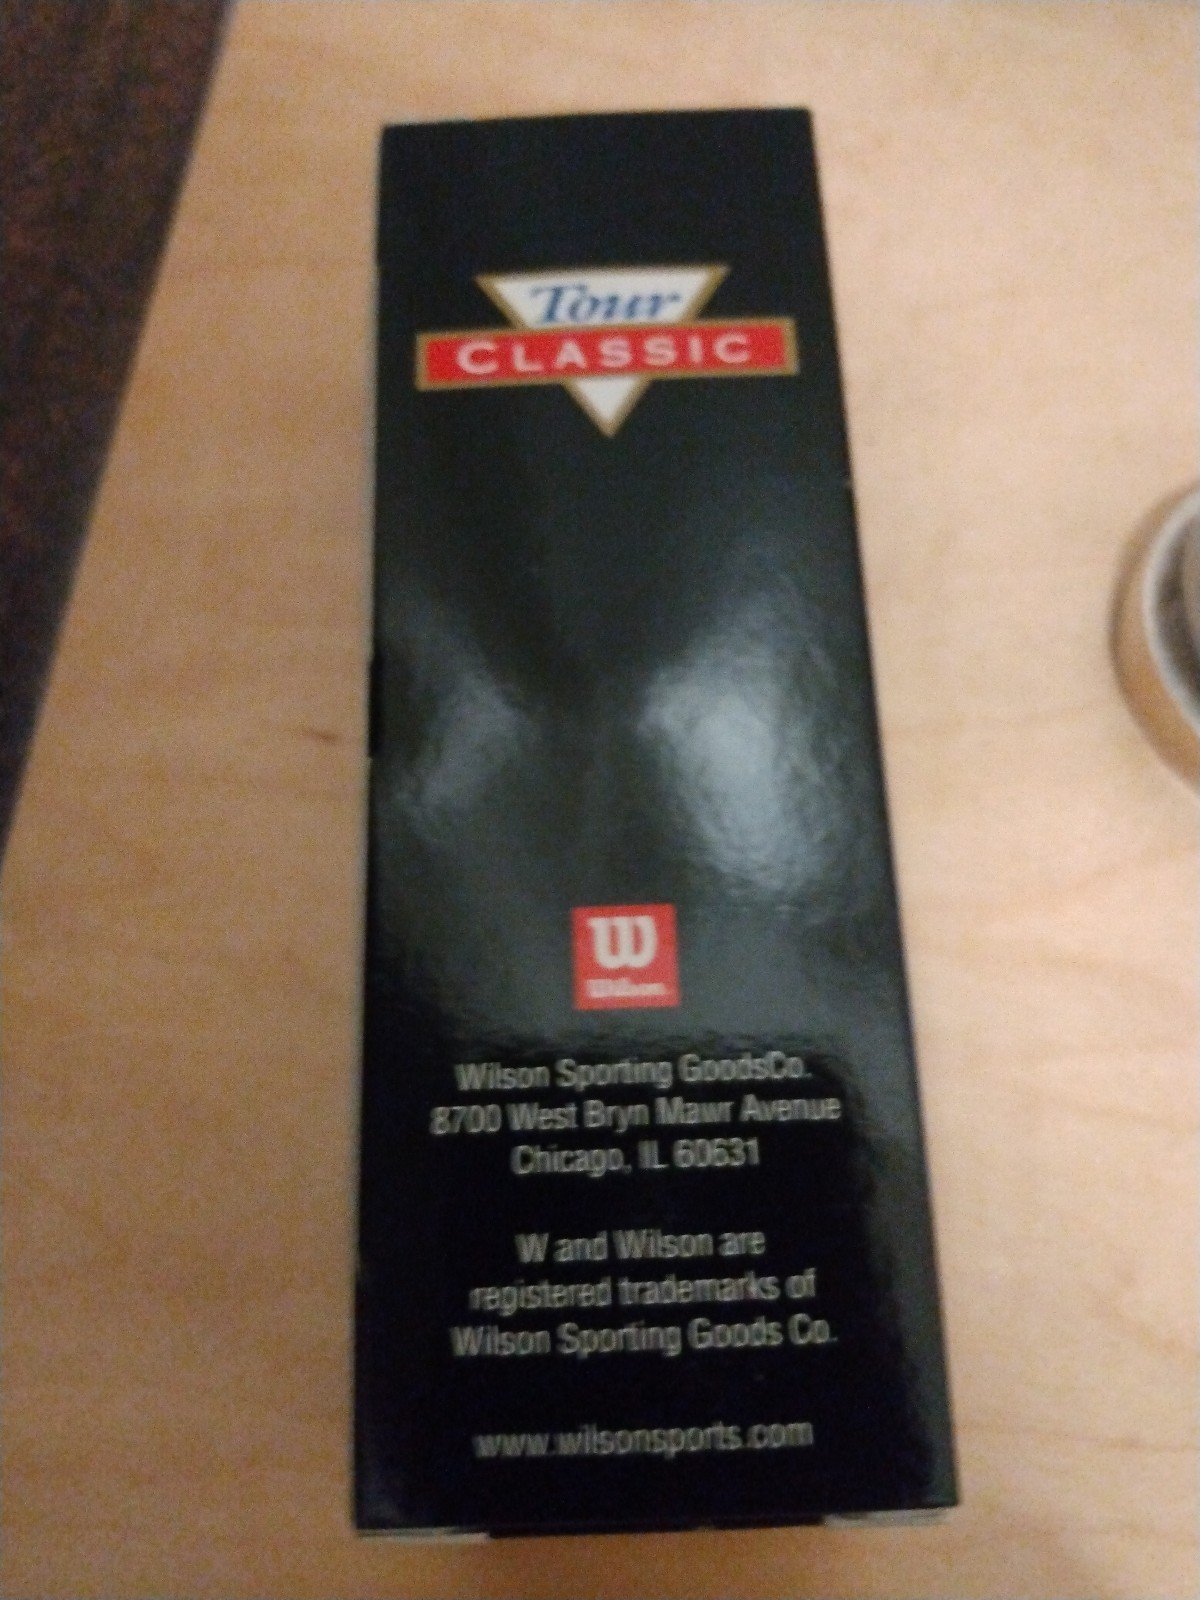 Tour
CLASSIC
W
Wilson
Wilson Sporting GoodsCo.
8700 West Bryn Mawr Avenue
Chicago, IL 60631
W and Wilson are
registered trademarks of
Wilson Sporting Goods Co.
www.wilsonsports.com